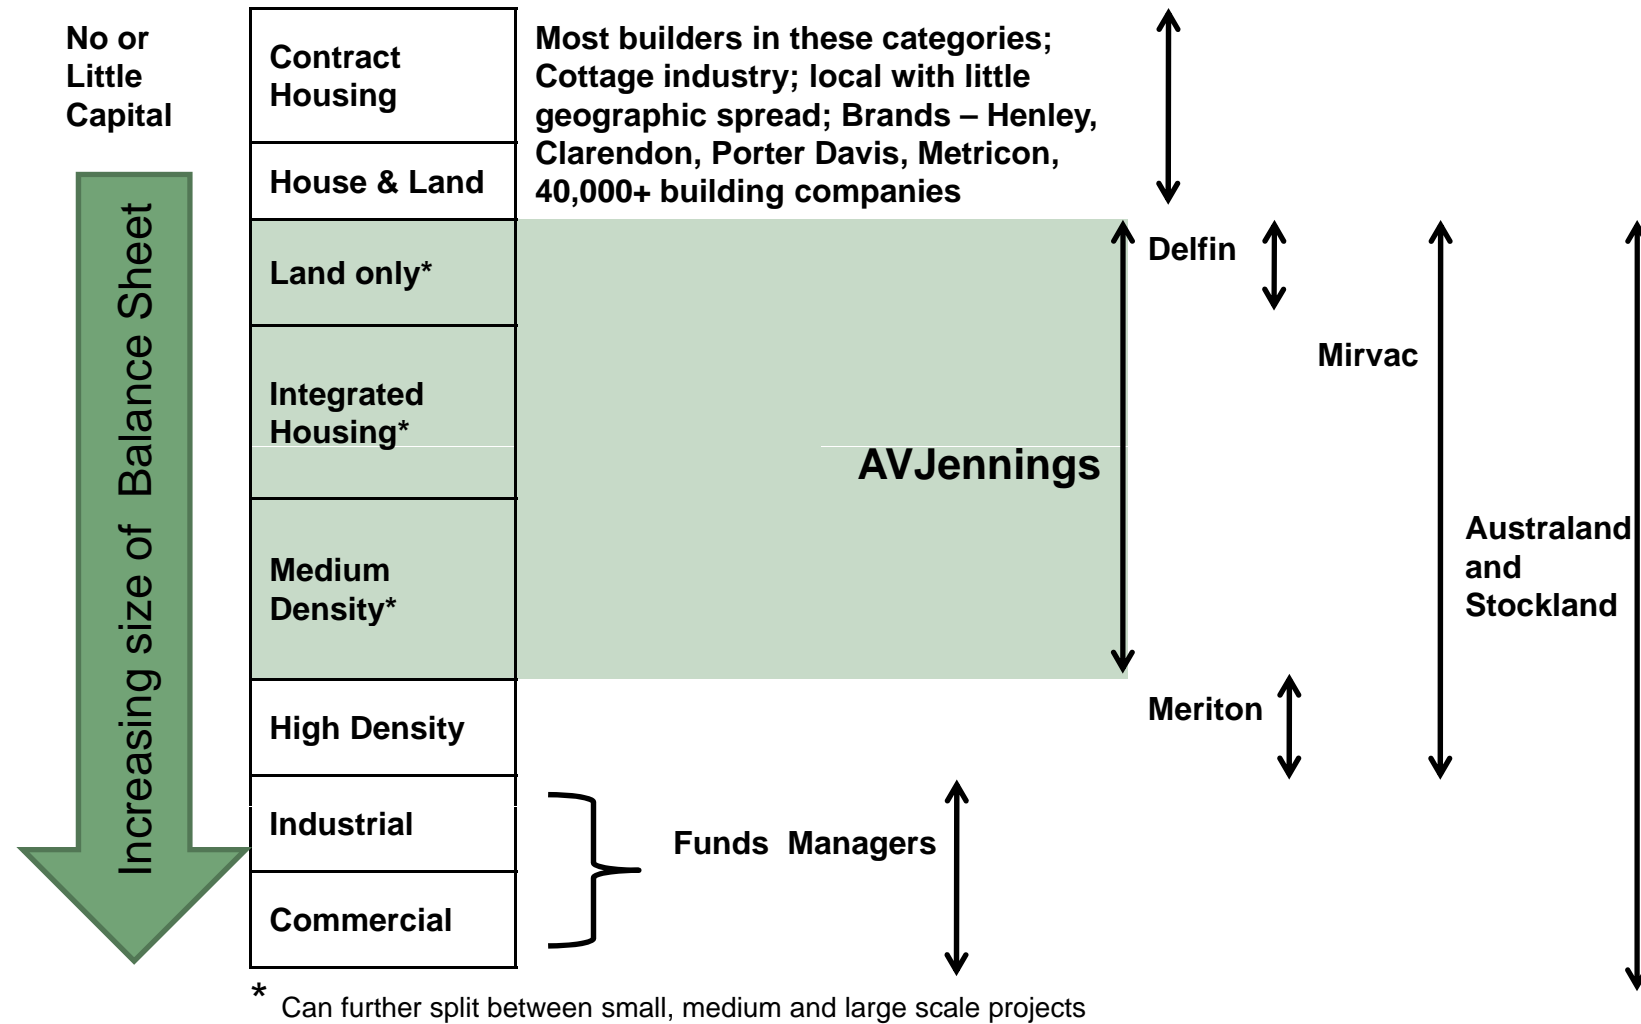 No or
Little
Capital
Increasing size of Balance Sheet
Contract
Housing
Most builders in these categories;
Cottage industry; local with little
geographic spread; Brands – Henley,
Clarendon, Porter Davis, Metricon,
40,000+ building companies
House & Land
Land only*
Delfin
Mirvac
Integrated
Housing*
AVJennings
Australand
and
Stockland
Medium
Density*
Meriton
High Density
Industrial
Funds Managers
Commercial
* Can further split between small, medium and large scale projects